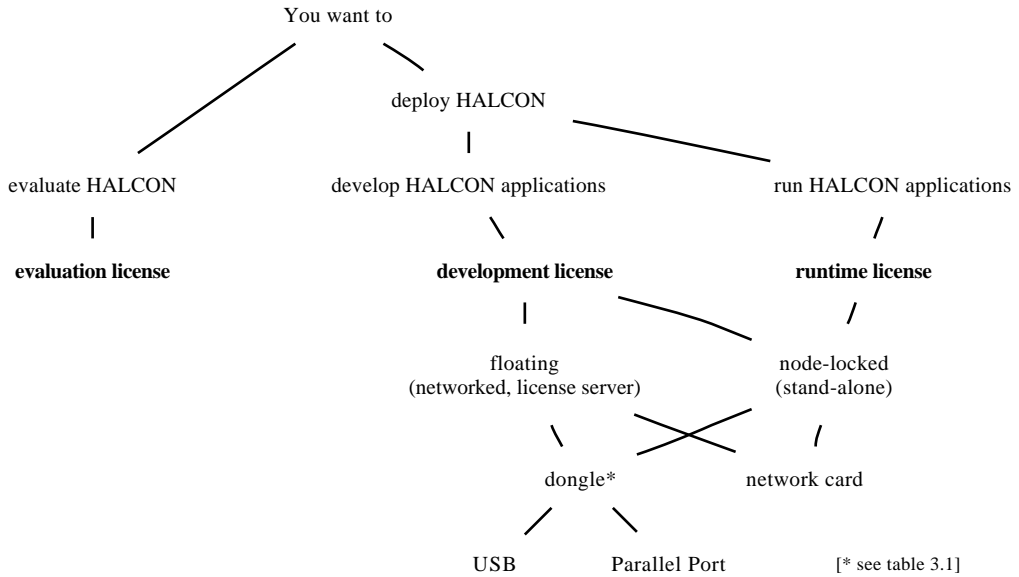 You want to
deploy HALCON
evaluate HALCON
develop HALCON applications
run HALCON applications
evaluation license
development license
runtime license
floating
(networked, license server)
node-locked
(stand-alone)
dongle*
network card
USB
Parallel Port
[* see table 3.1]